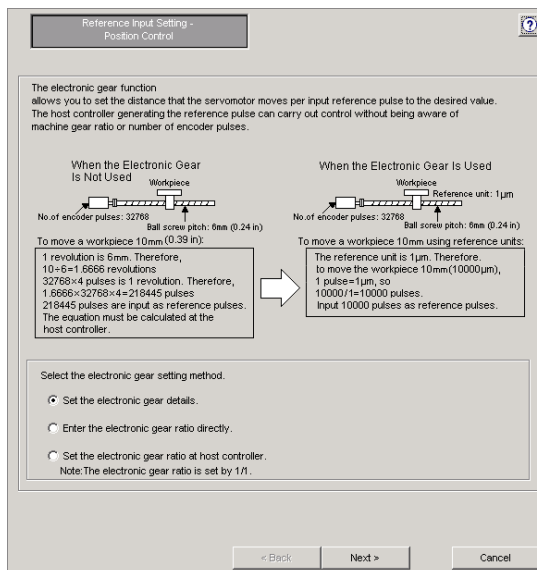 Reference Input Setting -
Position Control
?
The electronic gear function
allows you to set the distance that the servomotor moves per input reference pulse to the desired value.
The host controller generating the reference pulse can carry out control without being aware of
machine gear ratio or number of encoder pulses.
When the Electronic Gear
Is Not Used
Workpiece
No.of encoder pulses: 32768
Ball screw pitch: 6mm (0.24 in)
To move a workpiece 10mm (0.39 in):
1 revolution is 6mm. Therefore,
10÷6=1.6666 revolutions
32768×4 pulses is 1 revolution. Therefore,
1.6666×32768×4=218445 pulses
218445 pulses are input as reference pulses.
The equation must be calculated at the
host controller.
When the Electronic Gear Is Used
Workpiece
Reference unit: 1μm
No.of encoder pulses: 32768
Ball screw pitch: 6mm (0.24 in)
To move a workpiece 10mm using reference units:
The reference unit is 1μm. Therefore.
to move the workpiece 10mm(10000μm),
1 pulse=1μm, so
10000/1=10000 pulses.
Input 10000 pulses as reference pulses.
Select the electronic gear setting method.
Set the electronic gear details.
Enter the electronic gear ratio directly.
Set the electronic gear ratio at host controller.
Note:The electronic gear ratio is set by 1/1.
< Back
Next >
Cancel